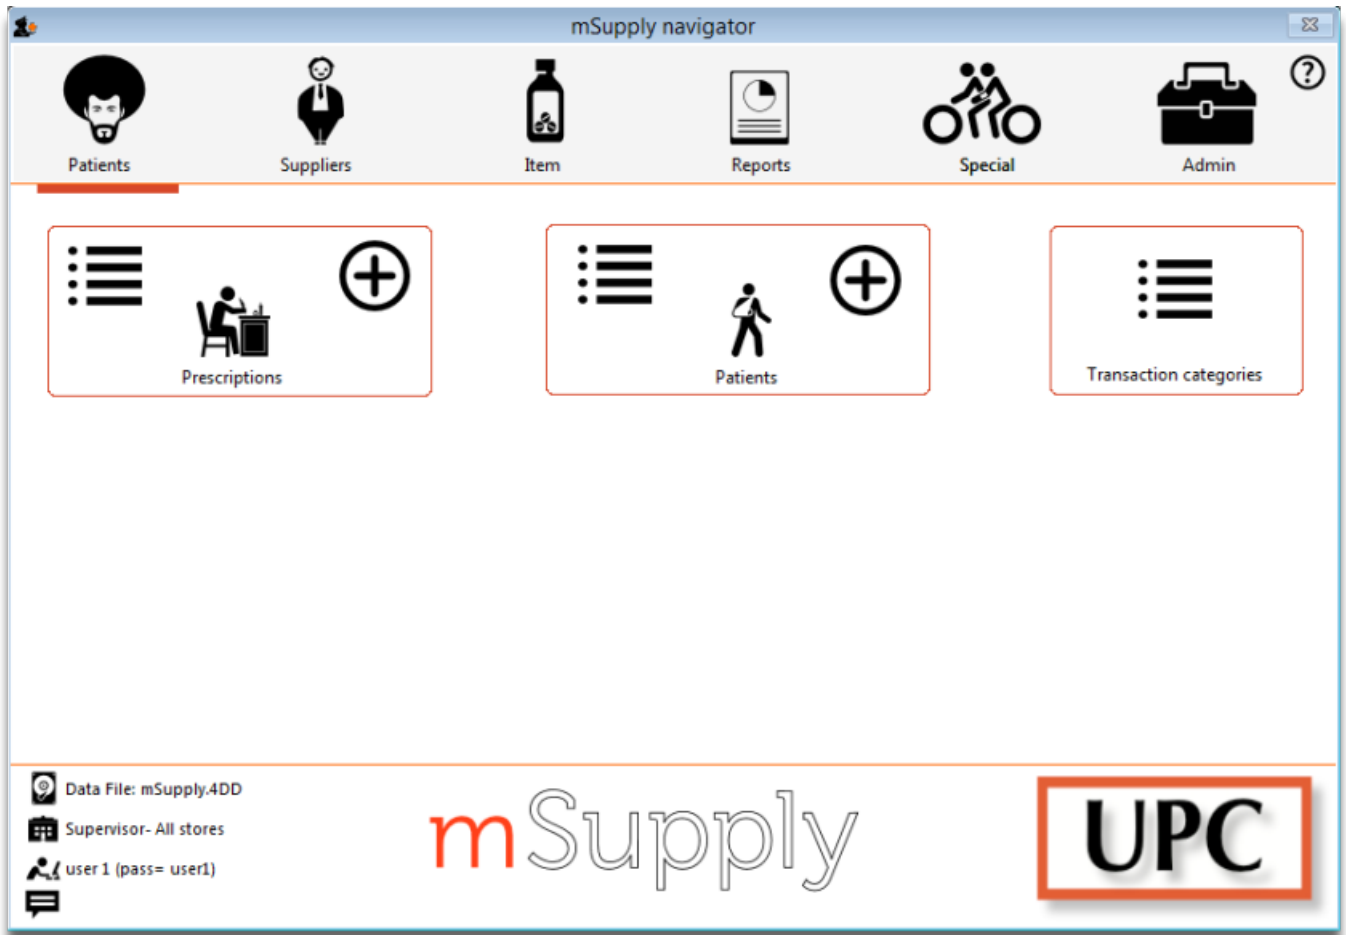 mSupply navigator
?
Patients
Suppliers
Item
Reports
Special
Admin
Prescriptions
Patients
Transaction categories
Data File: mSupply.4DD
Supervisor- All stores
user 1 (pass= user1)
mSupply
UPC